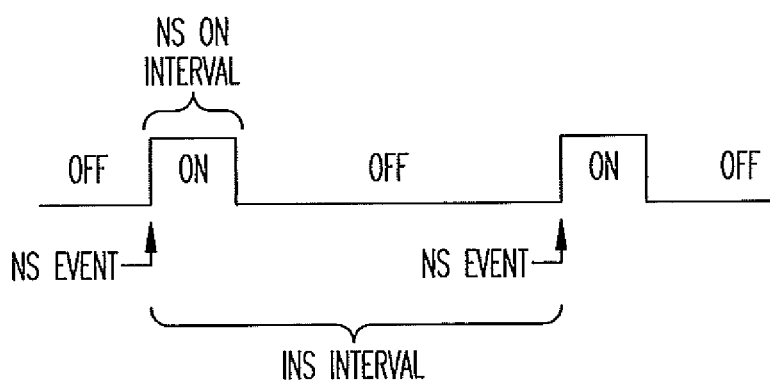 NS ON
INTERVAL
OFF
ON
OFF
ON
OFF
NS EVENT
NS EVENT
INS INTERVAL